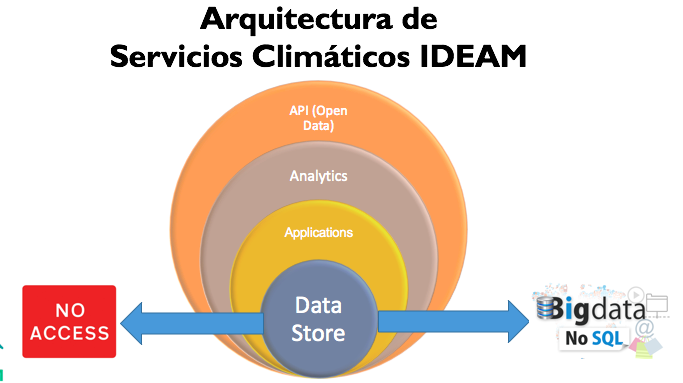 Arquitectura de
Servicios Climáticos IDEAM
API (Open
Data)
Analytics
Applications
Data
Store
NO
ACCESS
Bigdata
No SQL